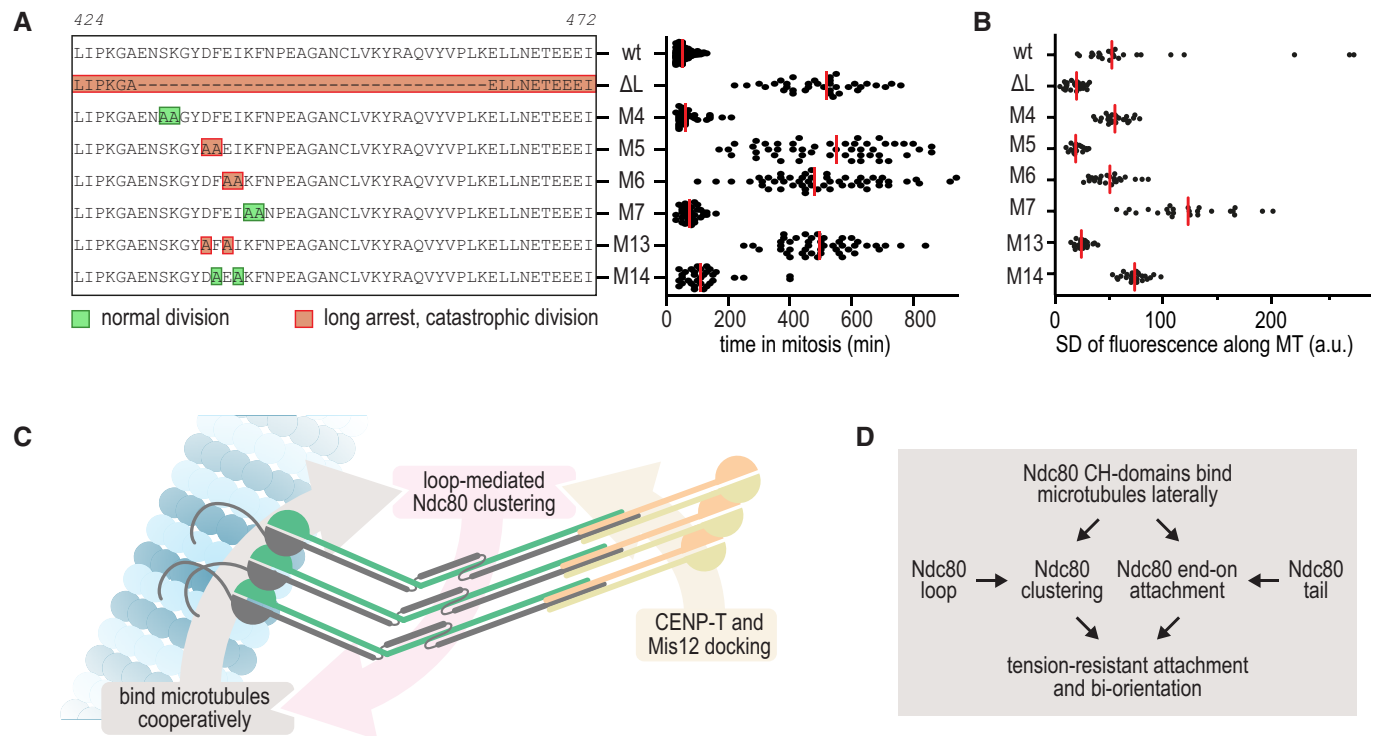 A
B
424 472
LIPKGAENSKGYDFEIKFNPEAGANCLVKYRAQVYVPLKELLNETEEEI wt
LIPKGA---------------------------------ELLNETEEEI ΔL
LIPKGAENAAGYDFEIKFNPEAGANCLVKYRAQVYVPLKELLNETEEEI M4
LIPKGAENSKGYAAEIKFNPEAGANCLVKYRAQVYVPLKELLNETEEEI M5
LIPKGAENSKGYDFAAKFNPEAGANCLVKYRAQVYVPLKELLNETEEEI M6
LIPKGAENSKGYDFEIAANPEAGANCLVKYRAQVYVPLKELLNETEEEI M7
LIPKGAENSKGYAFAIKFNPEAGANCLVKYRAQVYVPLKELLNETEEEI M13
LIPKGAENSKGYDAEAKFNPEAGANCLVKYRAQVYVPLKELLNETEEEI M14
normal division
long arrest, catastrophic division
0 200 400 600 800
time in mitosis (min)
wt
ΔL
M4
M5
M6
M7
M13
M14
0 100 200
SD of fluorescence along MT (a.u.)
C
loop-mediated
Ndc80 clustering
CENP-T and
Mis12 docking
bind microtubules
cooperatively
D
Ndc80 CH-domains bind
microtubules laterally
Ndc80
loop
Ndc80
clustering
Ndc80 end-on
attachment
Ndc80
tail
tension-resistant attachment
and bi-orientation